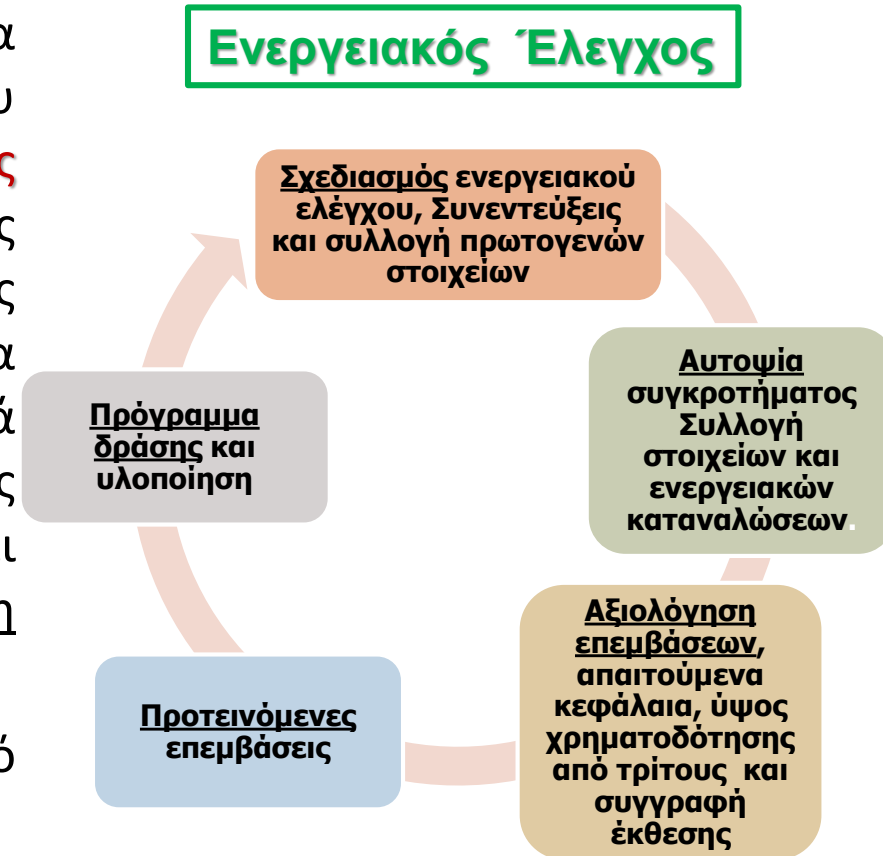 Ενεργειακός Έλεγχος
Σχεδιασμός ενεργειακού
ελέγχου, Συνεντεύξεις
και συλλογή πρωτογενών
στοιχείων
Αυτοψία
συγκροτήματος
Συλλογή
στοιχείων και
ενεργειακών
καταναλώσεων.
Αξιολόγηση
επεμβάσεων,
απαιτούμενα
κεφάλαια, ύψος
χρηματοδότησης
από τρίτους και
συγγραφή
έκθεσης
Προτεινόμενες
επεμβάσεις
Πρόγραμμα
δράσης και
υλοποίηση